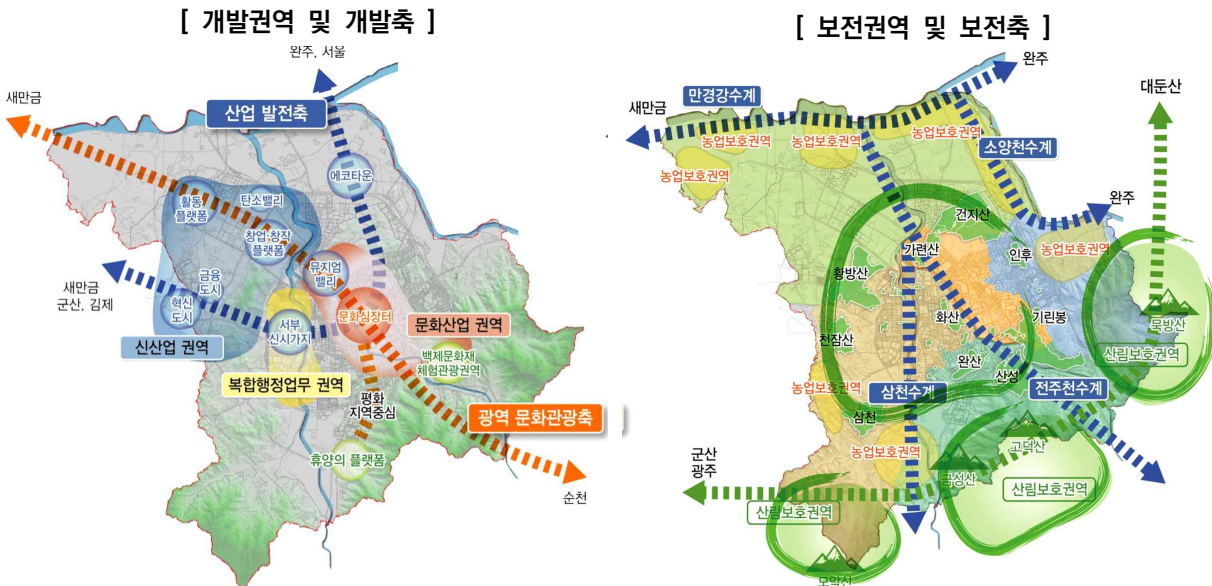 [ 개발권역 및 개발축 ]
완주, 서울
새만금
산업 발전축
에코타운
활동
플랫폼
탄소밸리
창업·창작
플랫폼
뮤지엄
밸리
새만금
군산, 김제
금융
도시
혁신
도시
서부
신시가지
문화심장터
문화산업 권역
신산업 권역
백제문화재
체험관광권역
복합행정업무 권역
평화
지역중심
광역 문화관광축
휴양의 플랫폼
순천
[ 보전권역 및 보전축 ]
완주
대둔산
만경강수계
새만금
농업보호권역
농업보호권역
농업보호권역
소양천수계
농업보호권역
완주
건지산
가련산
인후
농업보호권역
황방산
묵방산
화산
기린봉
천잠산
산림보호권역
완산
산성
농업보호권역
삼천수계
전주천수계
삼천
고덕산
농업보호권역
군산
광주
금성산
산림보호권역
산림보호권역
모악산